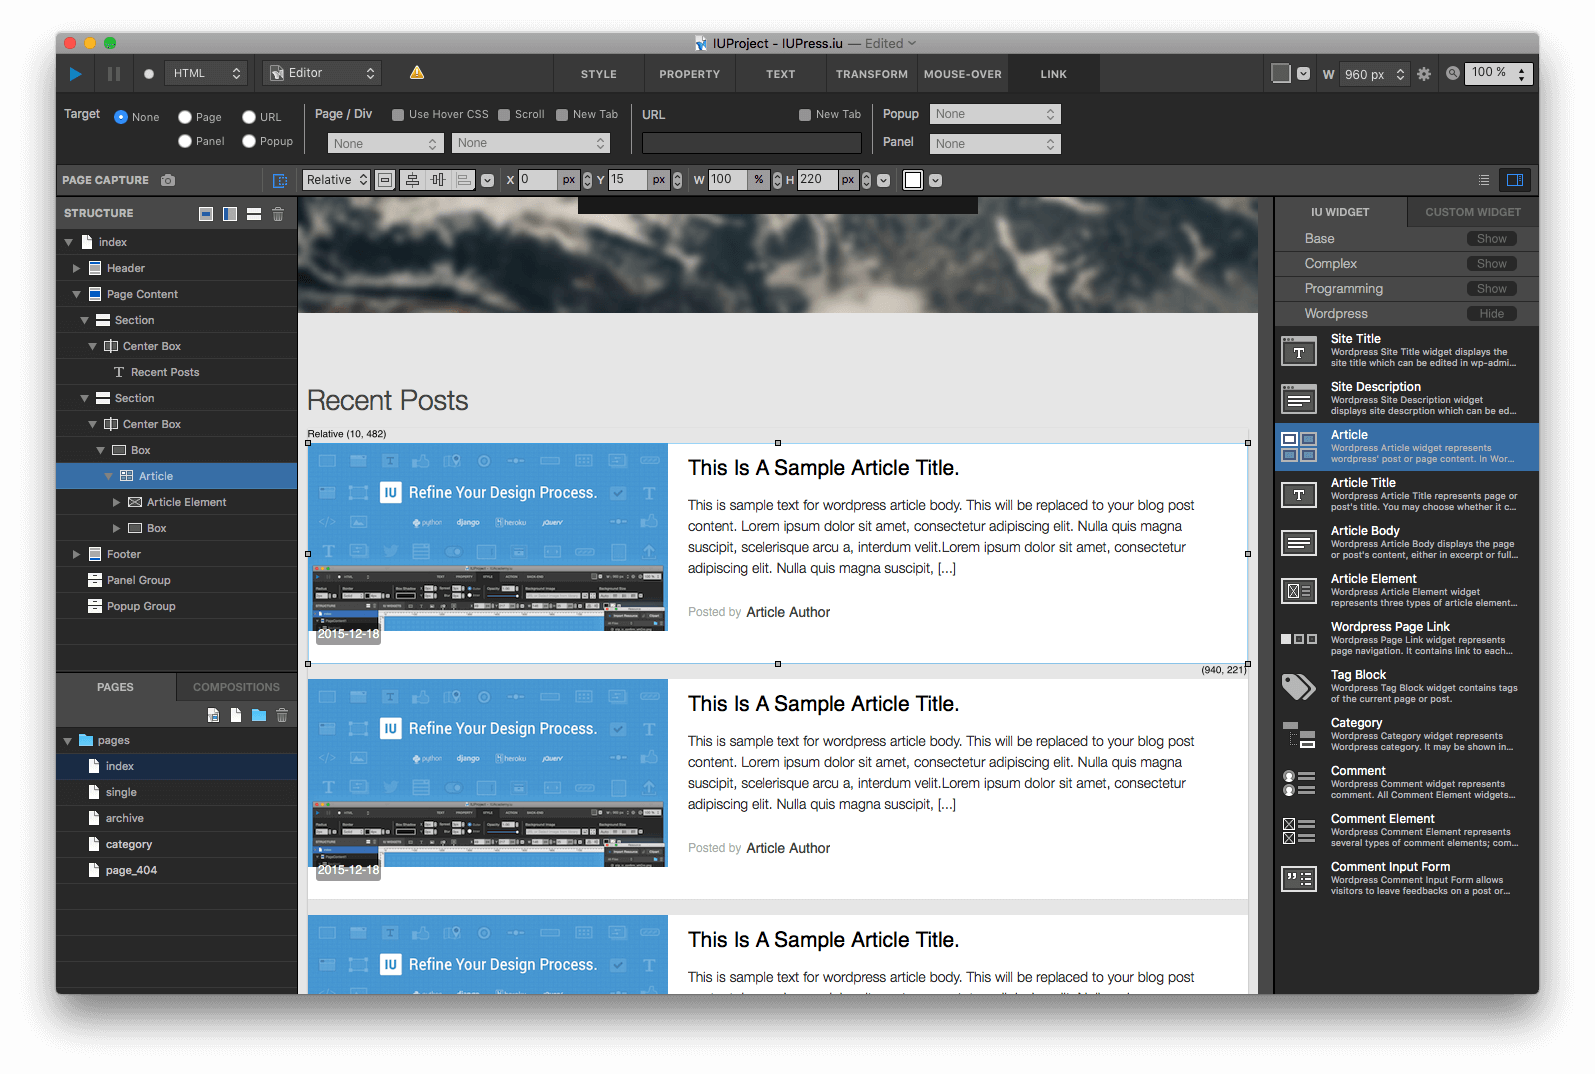 IUProject - IUPress.iu — Edited
HTML
Editor
STYLE
PROPERTY
TEXT
TRANSFORM
MOUSE-OVER
LINK
W 960 px
100 %
Target
None
Page
URL
Panel
Popup
Page / Div
Use Hover CSS
Scroll
New Tab
None
None
URL
New Tab
Popup
None
Panel
None
PAGE CAPTURE
Relative
X 0 px
Y 15 px
W 100 %
H 220 px
STRUCTURE
index
Header
Page Content
Section
Center Box
Recent Posts
Section
Center Box
Box
Article
Article Element
Box
Footer
Panel Group
Popup Group
PAGES
COMPOSITIONS
pages
index
single
archive
category
page_404
Recent Posts
Relative (10, 482)
IU Refine Your Design Process.
python django heroku jQuery
2015-12-18
This Is A Sample Article Title.
This is sample text for wordpress article body. This will be replaced to your blog post
content. Lorem ipsum dolor sit amet, consectetur adipiscing elit. Nulla quis magna
suscipit, scelerisque arcu a, interdum velit.Lorem ipsum dolor sit amet, consectetur
adipiscing elit. Nulla quis magna suscipit, [...]
Posted by Article Author
(940, 221)
IU Refine Your Design Process.
python django heroku jQuery
2015-12-18
This Is A Sample Article Title.
This is sample text for wordpress article body. This will be replaced to your blog post
content. Lorem ipsum dolor sit amet, consectetur adipiscing elit. Nulla quis magna
suscipit, scelerisque arcu a, interdum velit.Lorem ipsum dolor sit amet, consectetur
adipiscing elit. Nulla quis magna suscipit, [...]
Posted by Article Author
IU Refine Your Design Process.
This Is A Sample Article Title.
This is sample text for wordpress article body. This will be replaced to your blog post
IU WIDGET
CUSTOM WIDGET
Base Show
Complex Show
Programming Show
Wordpress Hide
Site Title
Wordpress Site Title widget displays the
site title which can be edited in wp-admi...
Site Description
Wordpress Site Description widget
displays site descrption which can be ed...
Article
Wordpress Article widget represents
wordpress' post or page content. In Wor...
Article Title
Wordpress Article Title represents page or
post's title. You may choose whether it c...
Article Body
Wordpress Article Body displays the page
or post's content, either in excerpt or full...
Article Element
Wordpress Article Element widget
represents three types of article element...
Wordpress Page Link
Wordpress Page Link widget represents
page navigation. It contains link to each...
Tag Block
Wordpress Tag Block widget contains tags
of the current page or post.
Category
Wordpress Category widget represents
Wordpress category. It may be shown in...
Comment
Wordpress Comment widget represents
comment. All Comment Element widgets...
Comment Element
Wordpress Comment Element represents
several types of comment elements; com...
Comment Input Form
Wordpress Comment Input Form allows
visitors to leave feedbacks on a post or...